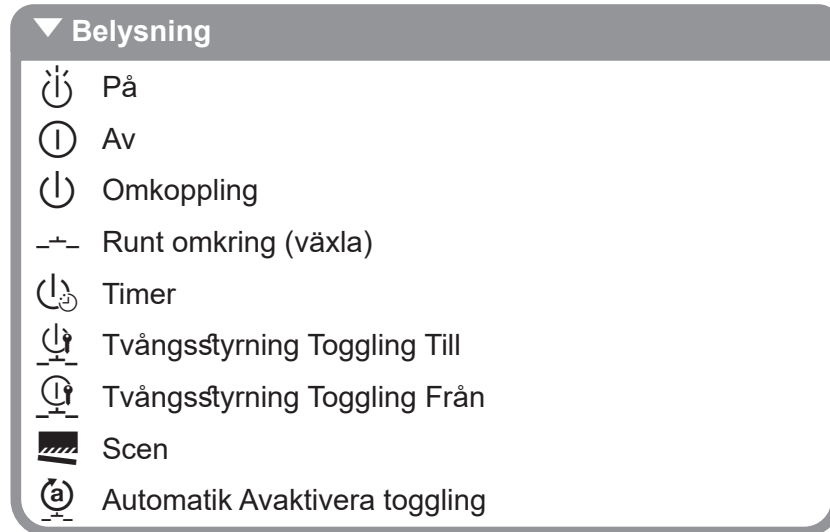 Belysning
På
Av
Omkoppling
Runt omkring (växla)
Timer
Tvångsstyrning Toggling Till
Tvångsstyrning Toggling Från
Scen
Automatik Avaktivera toggling